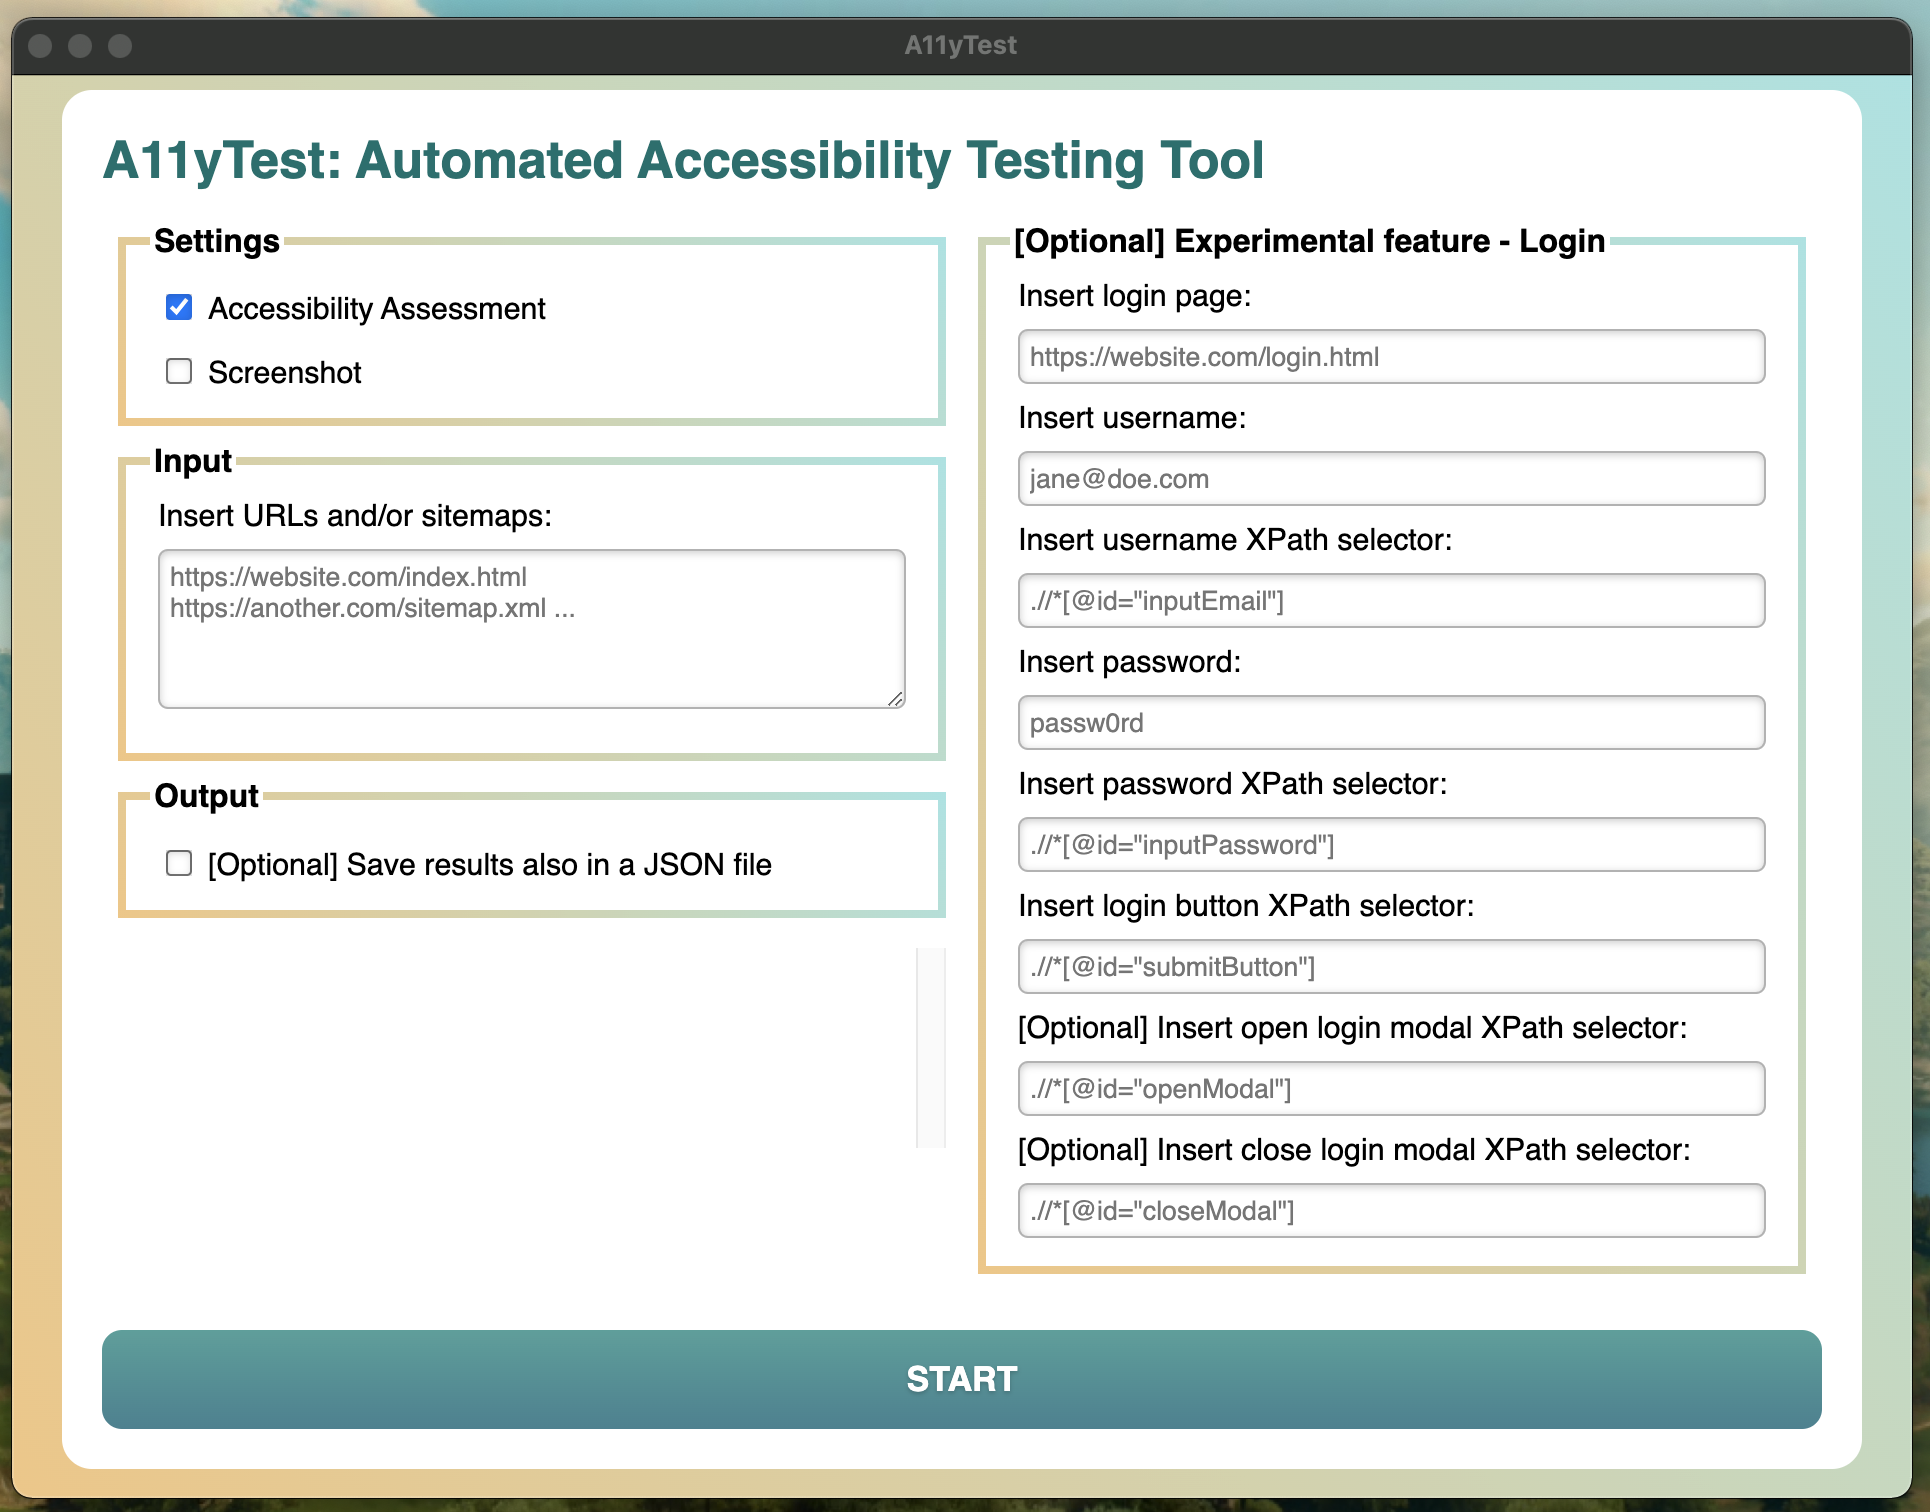 A11yTest
A11yTest: Automated Accessibility Testing Tool
Settings
Accessibility Assessment
Screenshot
Input
Insert URLs and/or sitemaps:
https://website.com/index.html
https://another.com/sitemap.xml ...
Output
[Optional] Save results also in a JSON file
[Optional] Experimental feature - Login
Insert login page:
https://website.com/login.html
Insert username:
jane@doe.com
Insert username XPath selector:
.//*[@id="inputEmail"]
Insert password:
passw0rd
Insert password XPath selector:
.//*[@id="inputPassword"]
Insert login button XPath selector:
.//*[@id="submitButton"]
[Optional] Insert open login modal XPath selector:
.//*[@id="openModal"]
[Optional] Insert close login modal XPath selector:
.//*[@id="closeModal"]
START